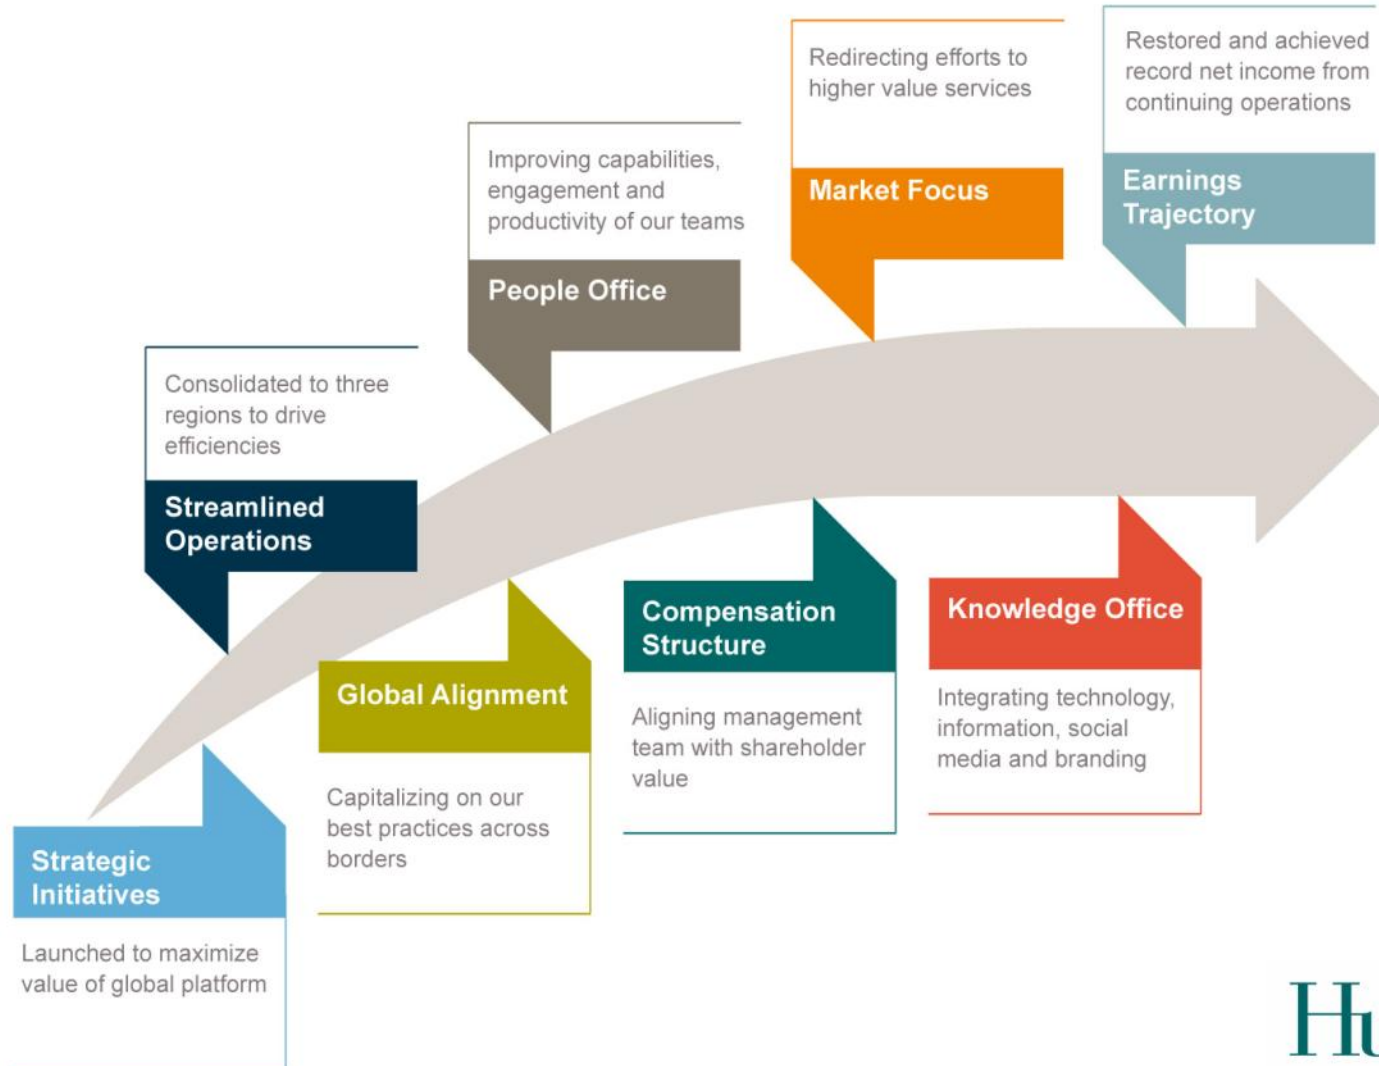 Restored and achieved
record net income from
continuing operations
Earnings
Trajectory
Redirecting efforts to
higher value services
Market Focus
Improving capabilities,
engagement and
productivity of our teams
People Office
Consolidated to three
regions to drive
efficiencies
Streamlined
Operations
Strategic
Initiatives
Launched to maximize
value of global platform
Global Alignment
Capitalizing on our
best practices across
borders
Compensation
Structure
Aligning management
team with shareholder
value
Knowledge Office
Integrating technology,
information, social
media and branding
Hu